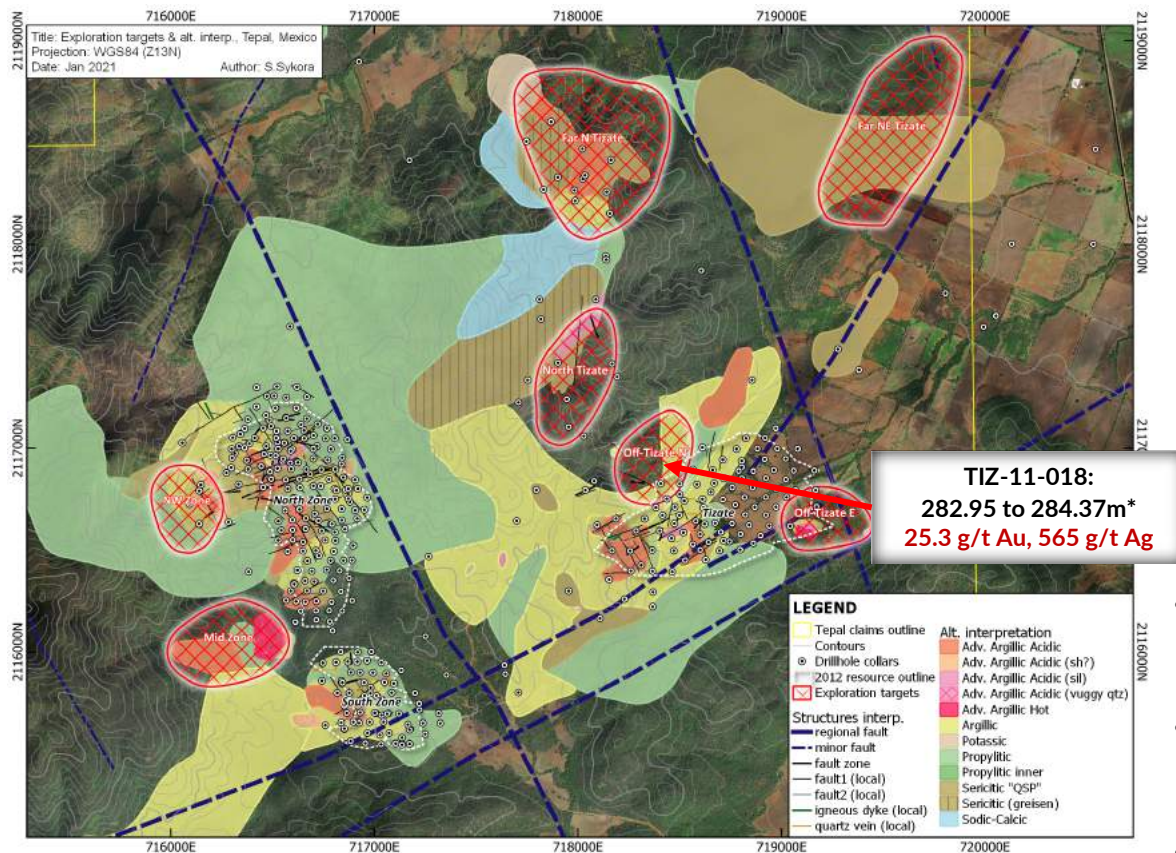 716000E
717000E
718000E
719000E
720000E
2119000N
2119000N
Title: Exploration targets & alt. interp., Tepal, Mexico
Projection: WGS84 (Z13N)
Date: Jan 2021
Author: S.Sykora
Far N Tizate
Far NE Tizate
2118000N
2118000N
North Tizate
2117000N
Off-Tizate N
NW Zone
North Zone
Tizate
Off-Tizate E
TIZ-11-018:
282.95 to 284.37m*
25.3 g/t Au, 565 g/t Ag
Mid Zone
2116000N
2116000N
South Zone
LEGEND
Tepal claims outline
Contours
Drillhole collars
2012 resource outline
Exploration targets
Structures interp.
regional fault
minor fault
fault zone
fault1 (local)
fault2 (local)
igneous dyke (local)
quartz vein (local)
Alt. interpretation
Adv. Argillic Acidic
Adv. Argillic Acidic (sh?)
Adv. Argillic Acidic (sil)
Adv. Argillic Acidic (vuggy qtz)
Adv. Argillic Hot
Argillic
Potassic
Propylitic
Propylitic inner
Sericitic "QSP"
Sericitic (greisen)
Sodic-Calcic
716000E
717000E
718000E
719000E
720000E